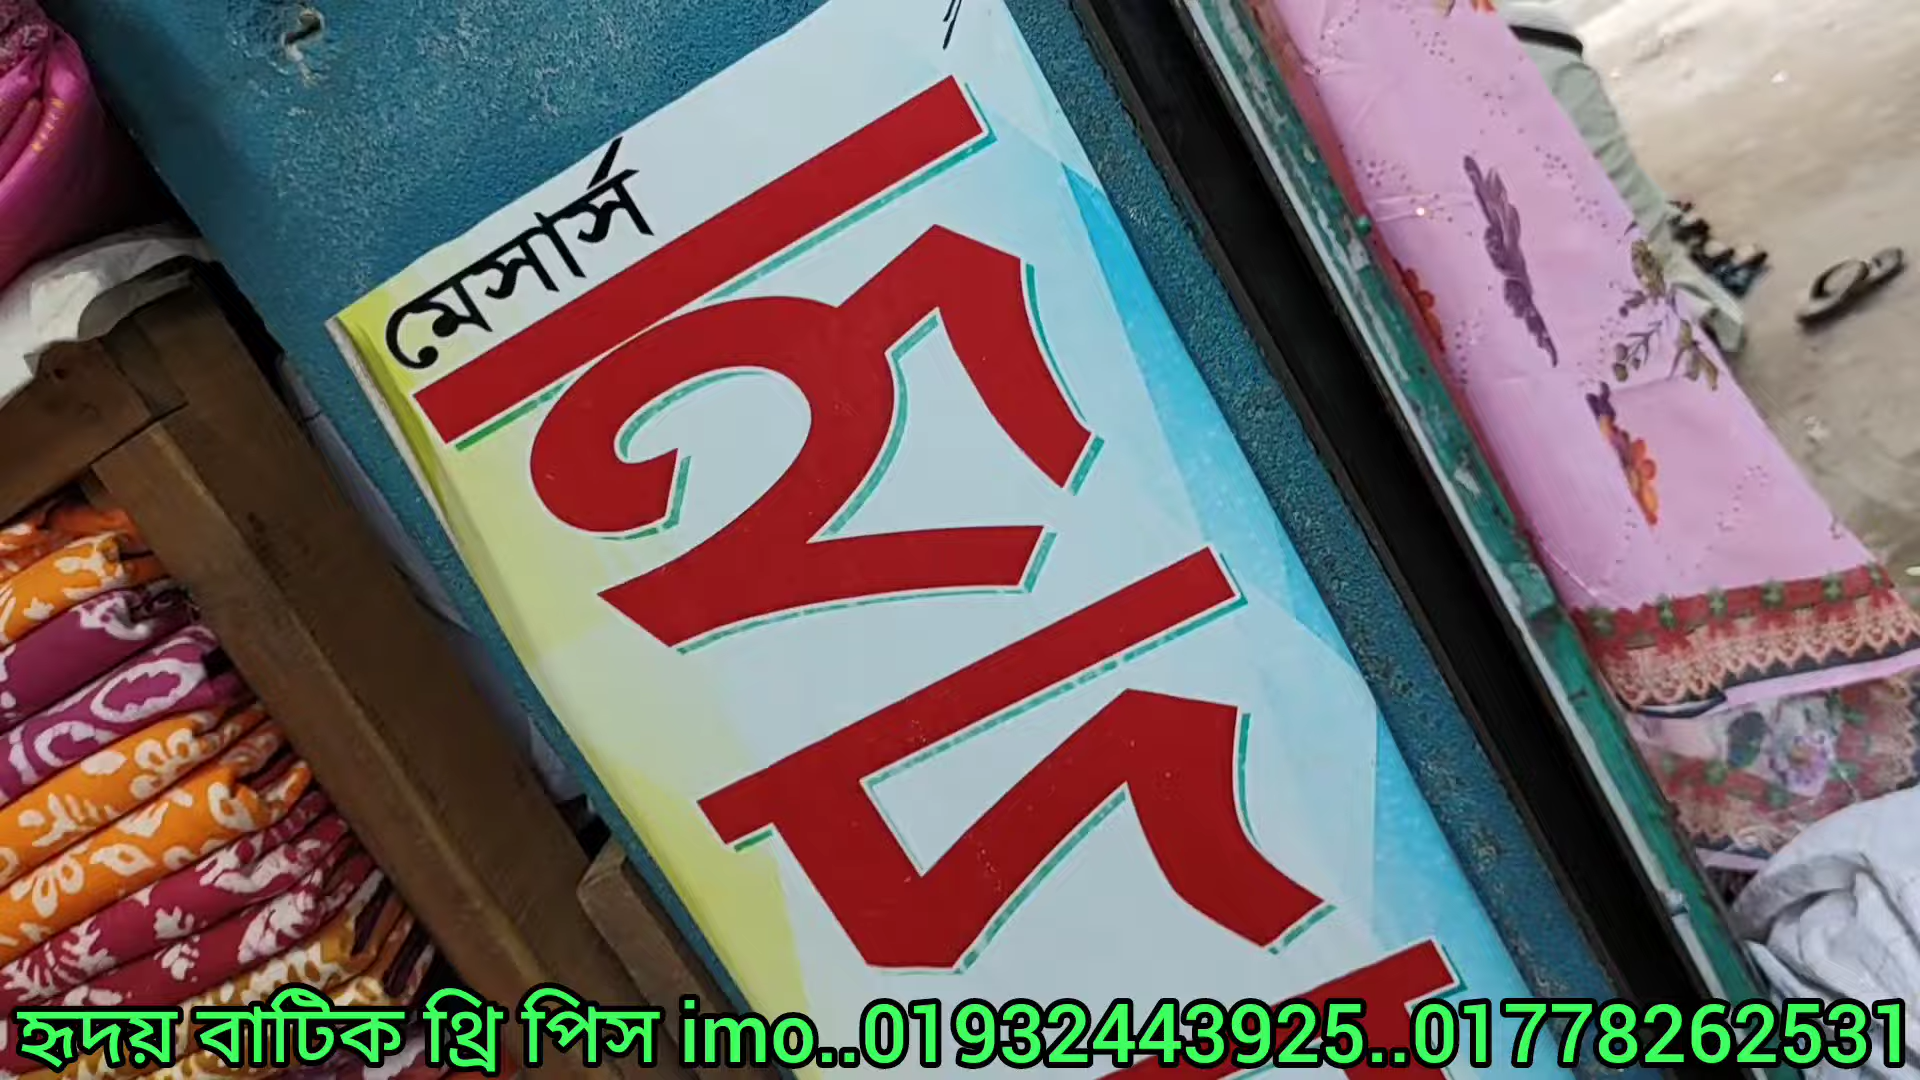 মেসার্স
হৃ
দ
হৃদয় বাটিক থ্রি পিস imo..01932443925..01778262531